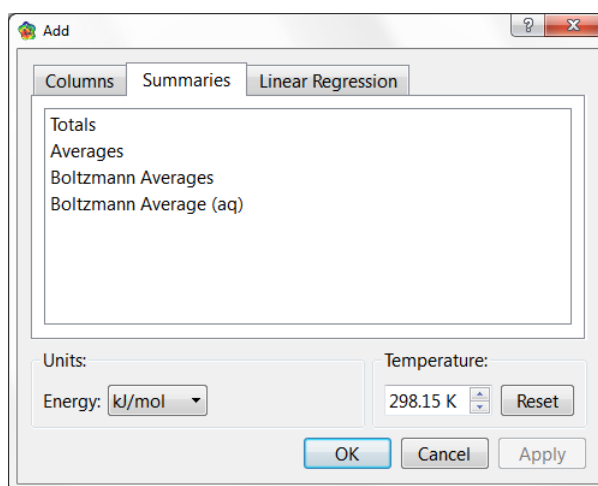 Add
Columns Summaries Linear Regression
Totals
Averages
Boltzmann Averages
Boltzmann Average (aq)
Units: Temperature:
Energy: kJ/mol 298.15 K Reset
OK Cancel Apply